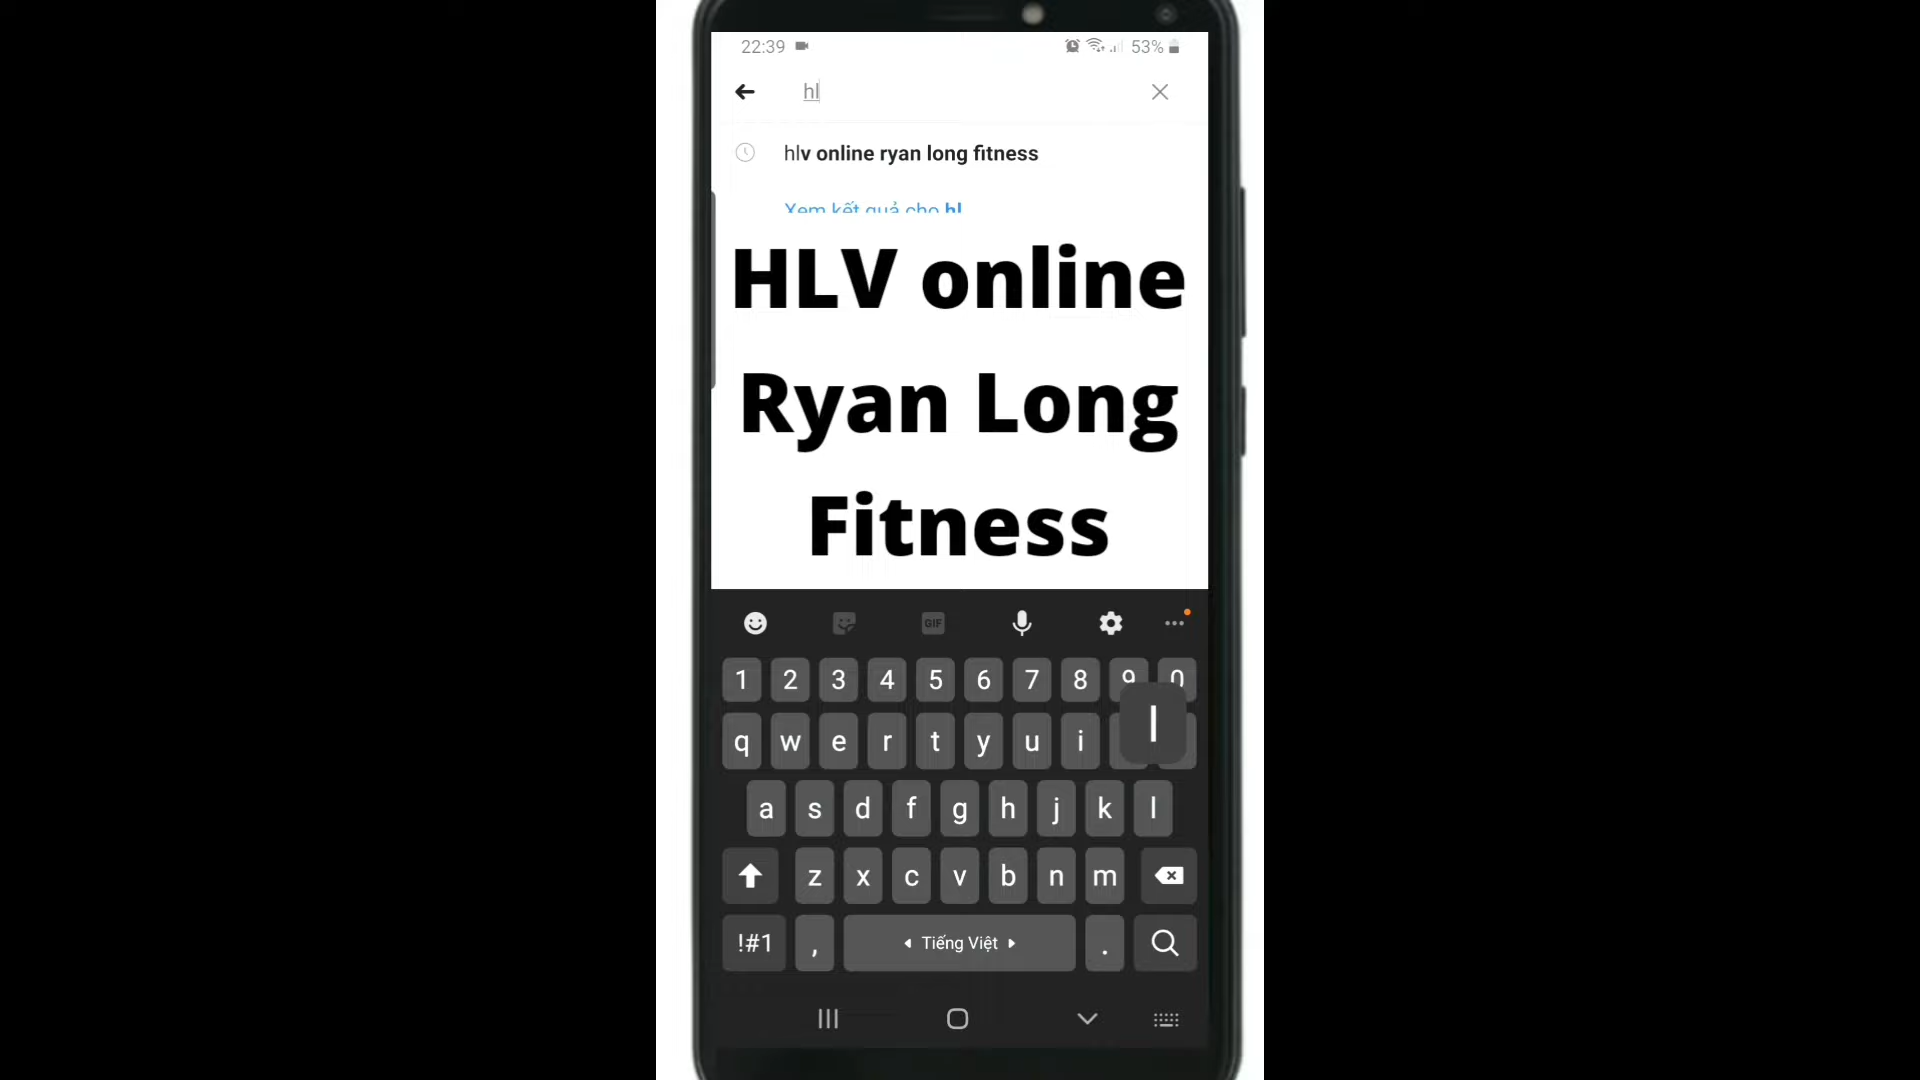 22:39 53%
hl
hlv online ryan long fitness
Xem kết quả cho hl
HLV online
Ryan Long
Fitness
GIF
1 2 3 4 5 6 7 8 9 0
q w e r t y u i l
a s d f g h j k l
z x c v b n m
!#1 , Tiếng Việt .